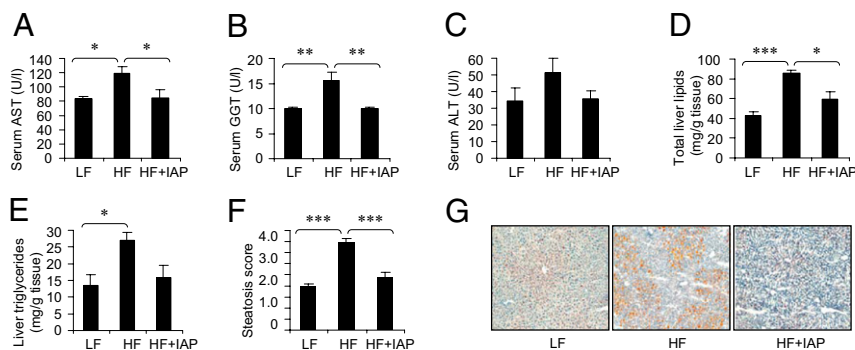 A
Serum AST (U/l)
140
120
100
80
60
40
20
0
* *
LF HF HF+IAP
B
Serum GGT (U/l)
20
15
10
5
0
** **
LF HF HF+IAP
C
Serum ALT (U/l)
60
50
40
30
20
10
0
LF HF HF+IAP
D
Total liver lipids
(mg/g tissue)
100
80
60
40
20
0
*** *
LF HF HF+IAP
E
Liver triglycerides
(mg/g tissue)
30
25
20
15
10
5
0
*
LF HF HF+IAP
F
Steatosis score
4.0
3.0
2.0
1.0
0
*** ***
LF HF HF+IAP
G
LF HF HF+IAP